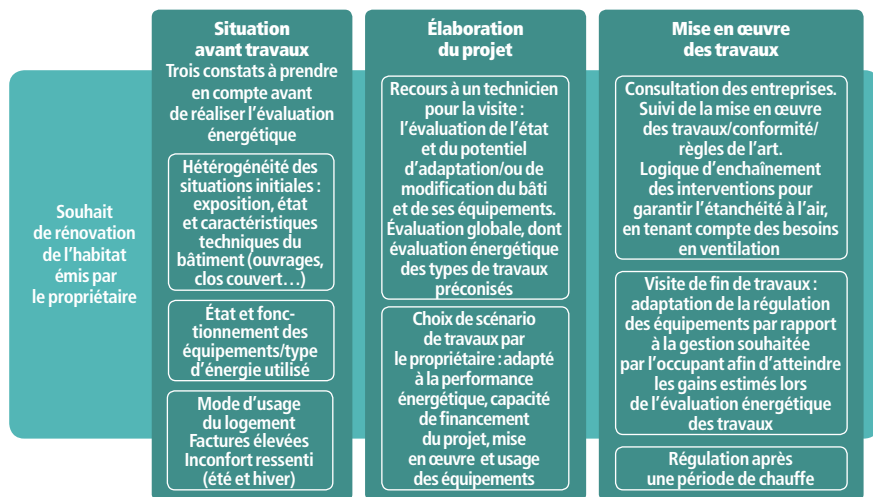 Souhait
de rénovation
de l’habitat
émis par
le propriétaire
Situation
avant travaux
Trois constats à prendre
en compte avant
de réaliser l’évaluation
énergétique
Hétérogénéité des
situations initiales :
exposition, état
et caractéristiques
techniques du
bâtiment (ouvrages,
clos couvert…)
État et fonc-
tionnement des
équipements/type
d’énergie utilisé
Mode d’usage
du logement
Factures élevées
Inconfort ressenti
(été et hiver)
Élaboration
du projet
Recours à un technicien
pour la visite :
l’évaluation de l’état
et du potentiel
d’adaptation/ou de
modification du bâti
et de ses équipements.
Évaluation globale, dont
évaluation énergétique
des types de travaux
préconisés
Choix de scénario
de travaux par
le propriétaire : adapté
à la performance
énergétique, capacité
de financement
du projet, mise
en œuvre et usage
des équipements
Mise en œuvre
des travaux
Consultation des entreprises.
Suivi de la mise en œuvre
des travaux/conformité/
règles de l’art.
Logique d’enchaînement
des interventions pour
garantir l’étanchéité à l’air,
en tenant compte des besoins
en ventilation
Visite de fin de travaux :
adaptation de la régulation
des équipements par rapport
à la gestion souhaitée
par l’occupant afin d’atteindre
les gains estimés lors
de l’évaluation énergétique
des travaux
Régulation après
une période de chauffe